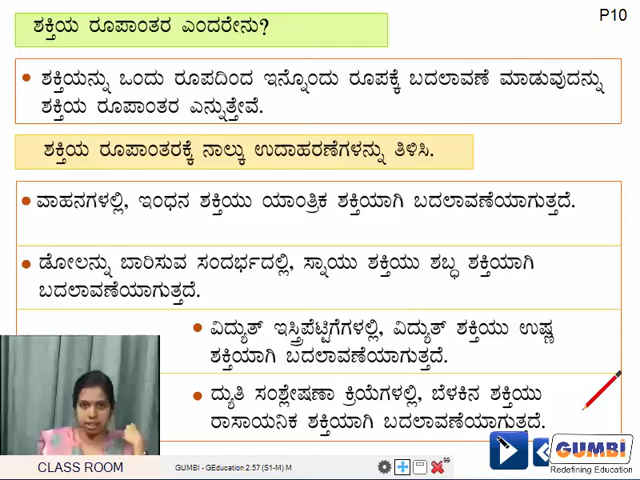 P10
ಶಕ್ತಿಯ ರೂಪಾಂತರ ಎಂದರೇನು?
• ಶಕ್ತಿಯನ್ನು ಒಂದು ರೂಪದಿಂದ ಇನ್ನೊಂದು ರೂಪಕ್ಕೆ ಬದಲಾವಣೆ ಮಾಡುವುದನ್ನು
ಶಕ್ತಿಯ ರೂಪಾಂತರ ಎನ್ನುತ್ತೇವೆ.
ಶಕ್ತಿಯ ರೂಪಾಂತರಕ್ಕೆ ನಾಲ್ಕು ಉದಾಹರಣೆಗಳನ್ನು ತಿಳಿಸಿ.
• ವಾಹನಗಳಲ್ಲಿ, ಇಂಧನ ಶಕ್ತಿಯು ಯಾಂತ್ರಿಕ ಶಕ್ತಿಯಾಗಿ ಬದಲಾವಣೆಯಾಗುತ್ತದೆ.
• ಡೋಲನ್ನು ಬಾರಿಸುವ ಸಂದರ್ಭದಲ್ಲಿ, ಸ್ನಾಯು ಶಕ್ತಿಯು ಶಬ್ಧ ಶಕ್ತಿಯಾಗಿ
ಬದಲಾವಣೆಯಾಗುತ್ತದೆ.
• ವಿದ್ಯುತ್ ಇಸ್ತ್ರಿಪೆಟ್ಟಿಗೆಗಳಲ್ಲಿ, ವಿದ್ಯುತ್ ಶಕ್ತಿಯು ಉಷ್ಣ
ಶಕ್ತಿಯಾಗಿ ಬದಲಾವಣೆಯಾಗುತ್ತದೆ.
• ದ್ಯುತಿ ಸಂಶ್ಲೇಷಣಾ ಕ್ರಿಯೆಗಳಲ್ಲಿ, ಬೆಳಕಿನ ಶಕ್ತಿಯು
ರಾಸಾಯನಿಕ ಶಕ್ತಿಯಾಗಿ ಬದಲಾವಣೆಯಾಗುತ್ತದೆ.
GUMBI
Redefining Education
CLASS ROOM
GUMBI - GEducation 2.57 (S1-M) M
99